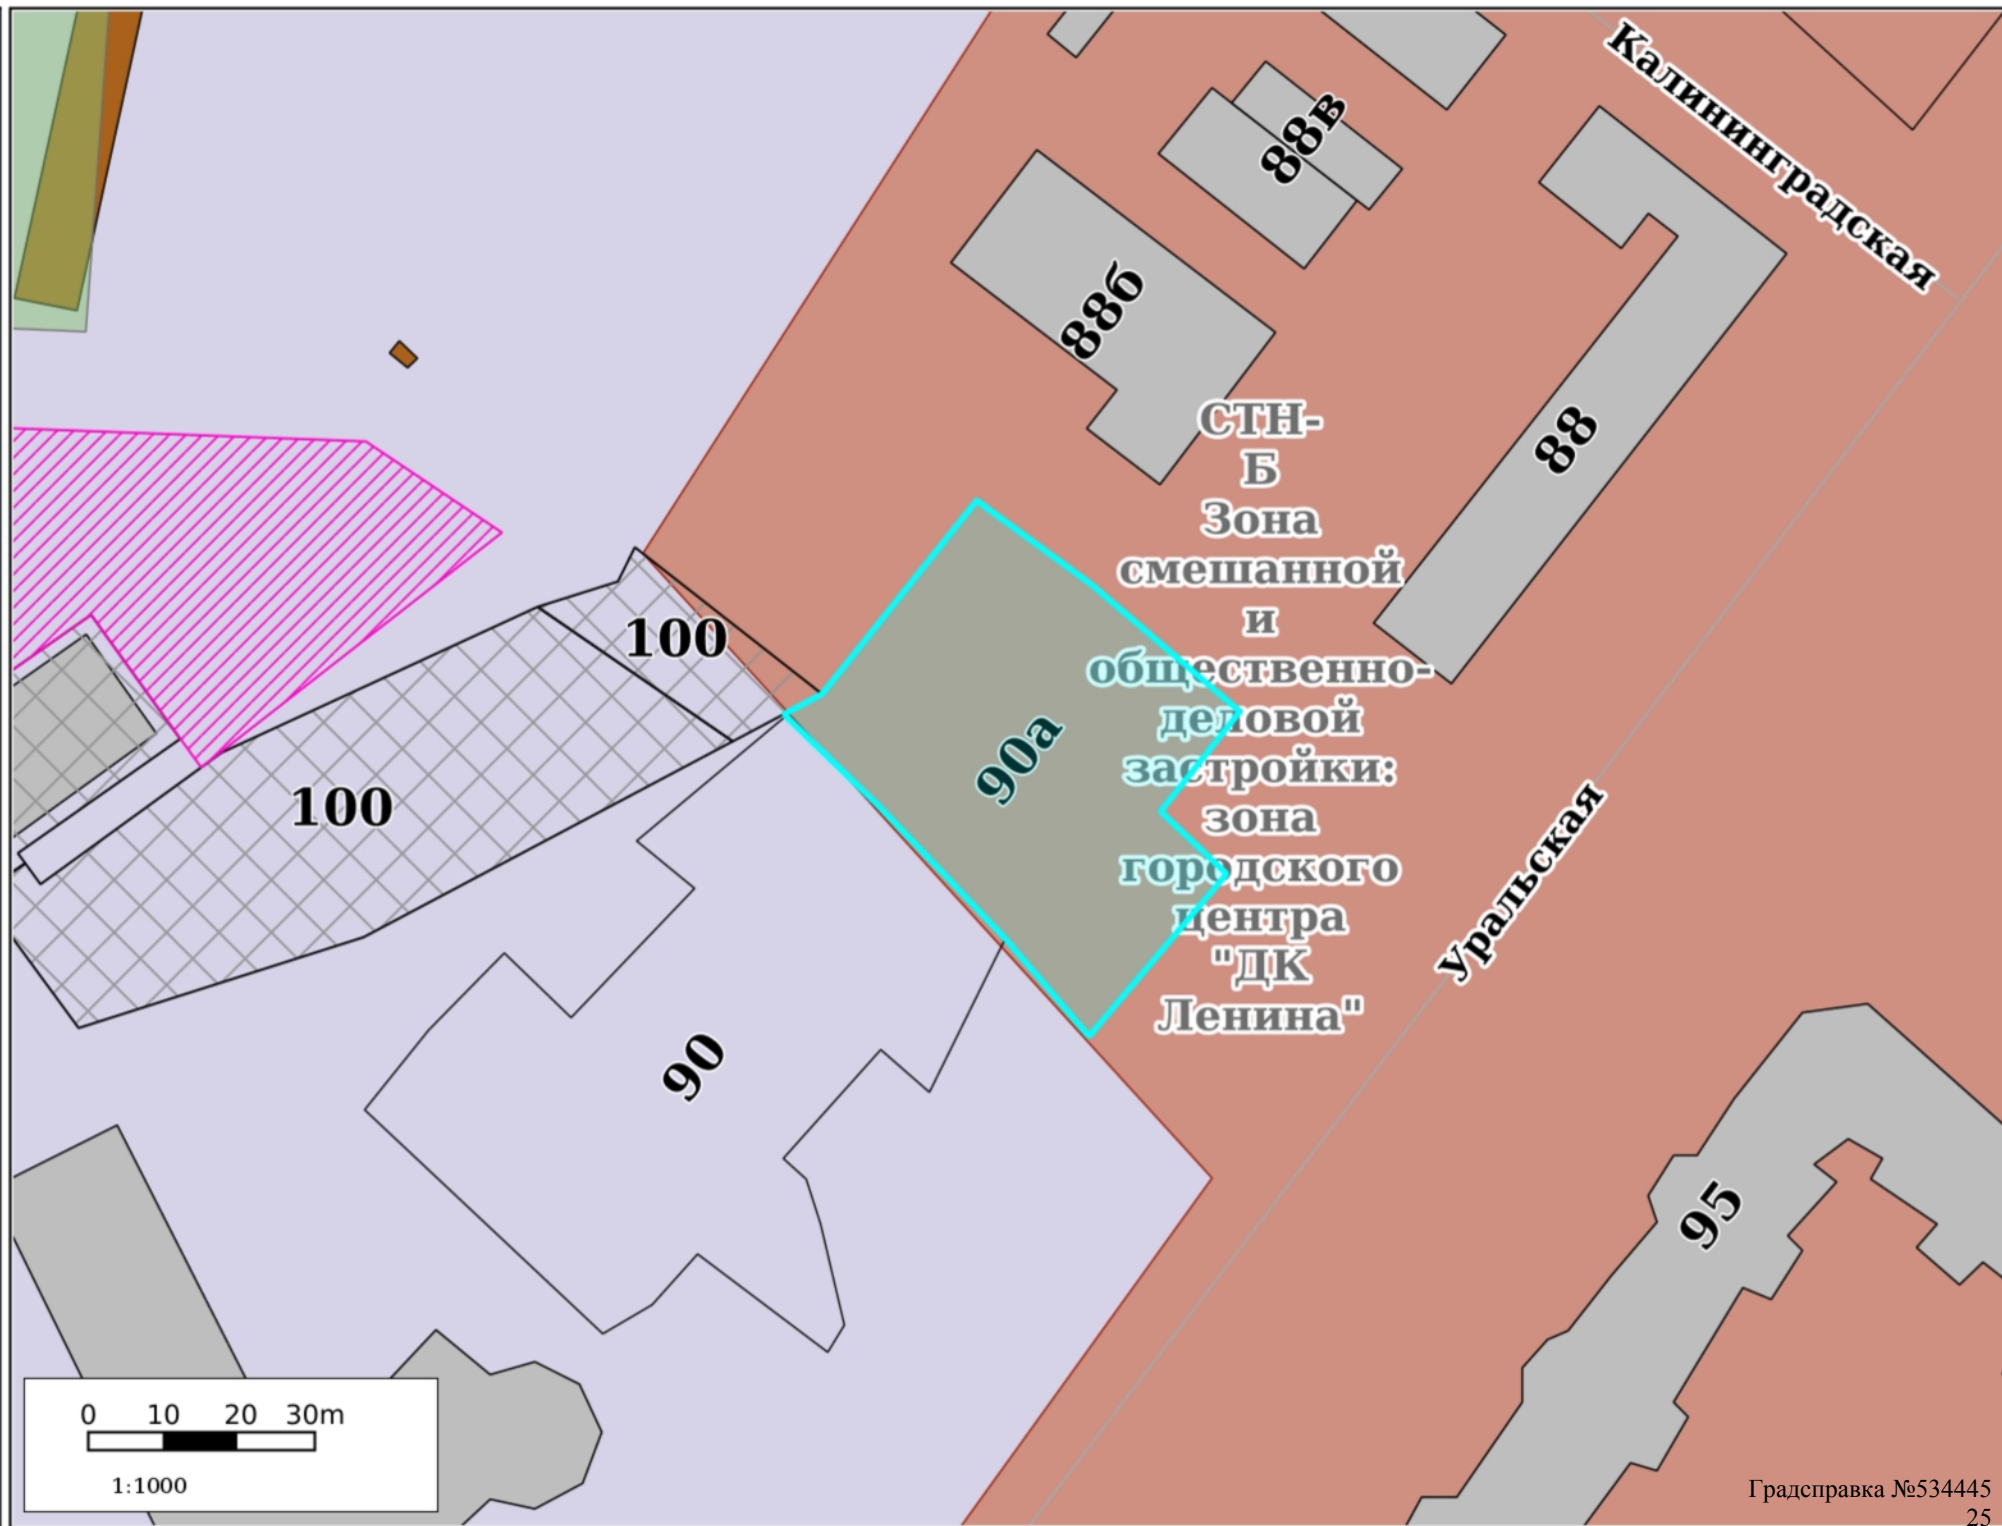 Калининградская
88в
88б
88
СТН-
Б
Зона
смешанной
и
общественно-
деловой
застройки:
зона
городского
центра
"ДК
Ленина"
100
100
90а
90
Уральская
95
0 10 20 30m
1:1000
Градсправка №534445
25